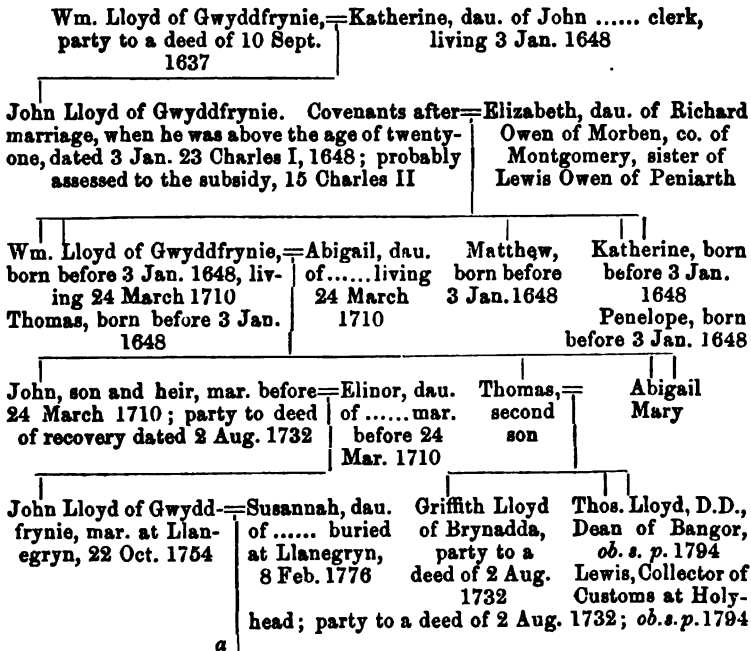 Wm. Lloyd of Gwyddfrynie,=Katherine, dau. of John ...... clerk,
party to a deed of 10 Sept. living 3 Jan. 1648
1637
John Lloyd of Gwyddfrynie. Covenants after=Elizabeth, dau. of Richard
marriage, when he was above the age of twenty- Owen of Morben, co. of
one, dated 3 Jan. 23 Charles I, 1648; probably Montgomery, sister of
assessed to the subsidy, 15 Charles II Lewis Owen of Peniarth
Wm. Lloyd of Gwyddfrynie,=Abigail, dau. Matthew, Katherine, born
born before 3 Jan. 1648, liv- of......living born before before 3 Jan.
ing 24 March 1710 24 March 3 Jan. 1648 1648
Thomas, born before 3 Jan. 1710 Penelope, born
1648 before 3 Jan. 1648
John, son and heir, mar. before=Elinor, dau. Thomas,= Abigail
24 March 1710; party to deed of ......mar. second Mary
of recovery dated 2 Aug. 1732 before 24 son
Mar. 1710
John Lloyd of Gwydd-=Susannah, dau. Griffith Lloyd Thos. Lloyd, D.D.,
frynie, mar. at Llan- of ...... buried of Brynadda, Dean of Bangor,
egryn, 22 Oct. 1754 at Llanegryn, party to a ob. s. p. 1794
8 Feb. 1776 deed of 2 Aug. Lewis, Collector of
1732 Customs at Holy-
head; party to a deed of 2 Aug. 1732; ob.s.p.1794
a